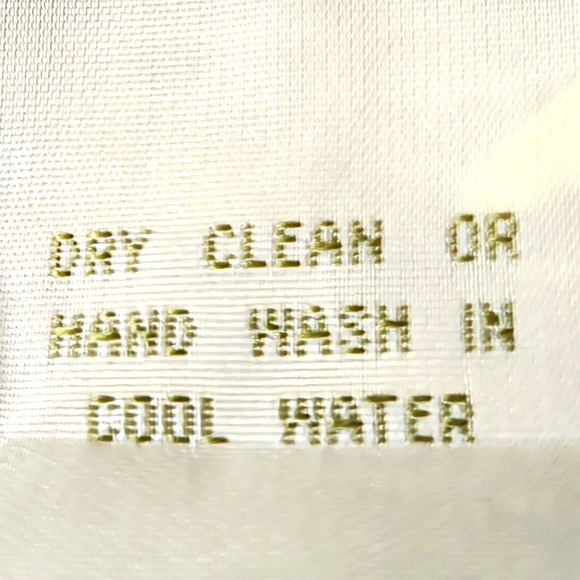 DRY CLEAN OR
HAND WASH IN
COOL WATER